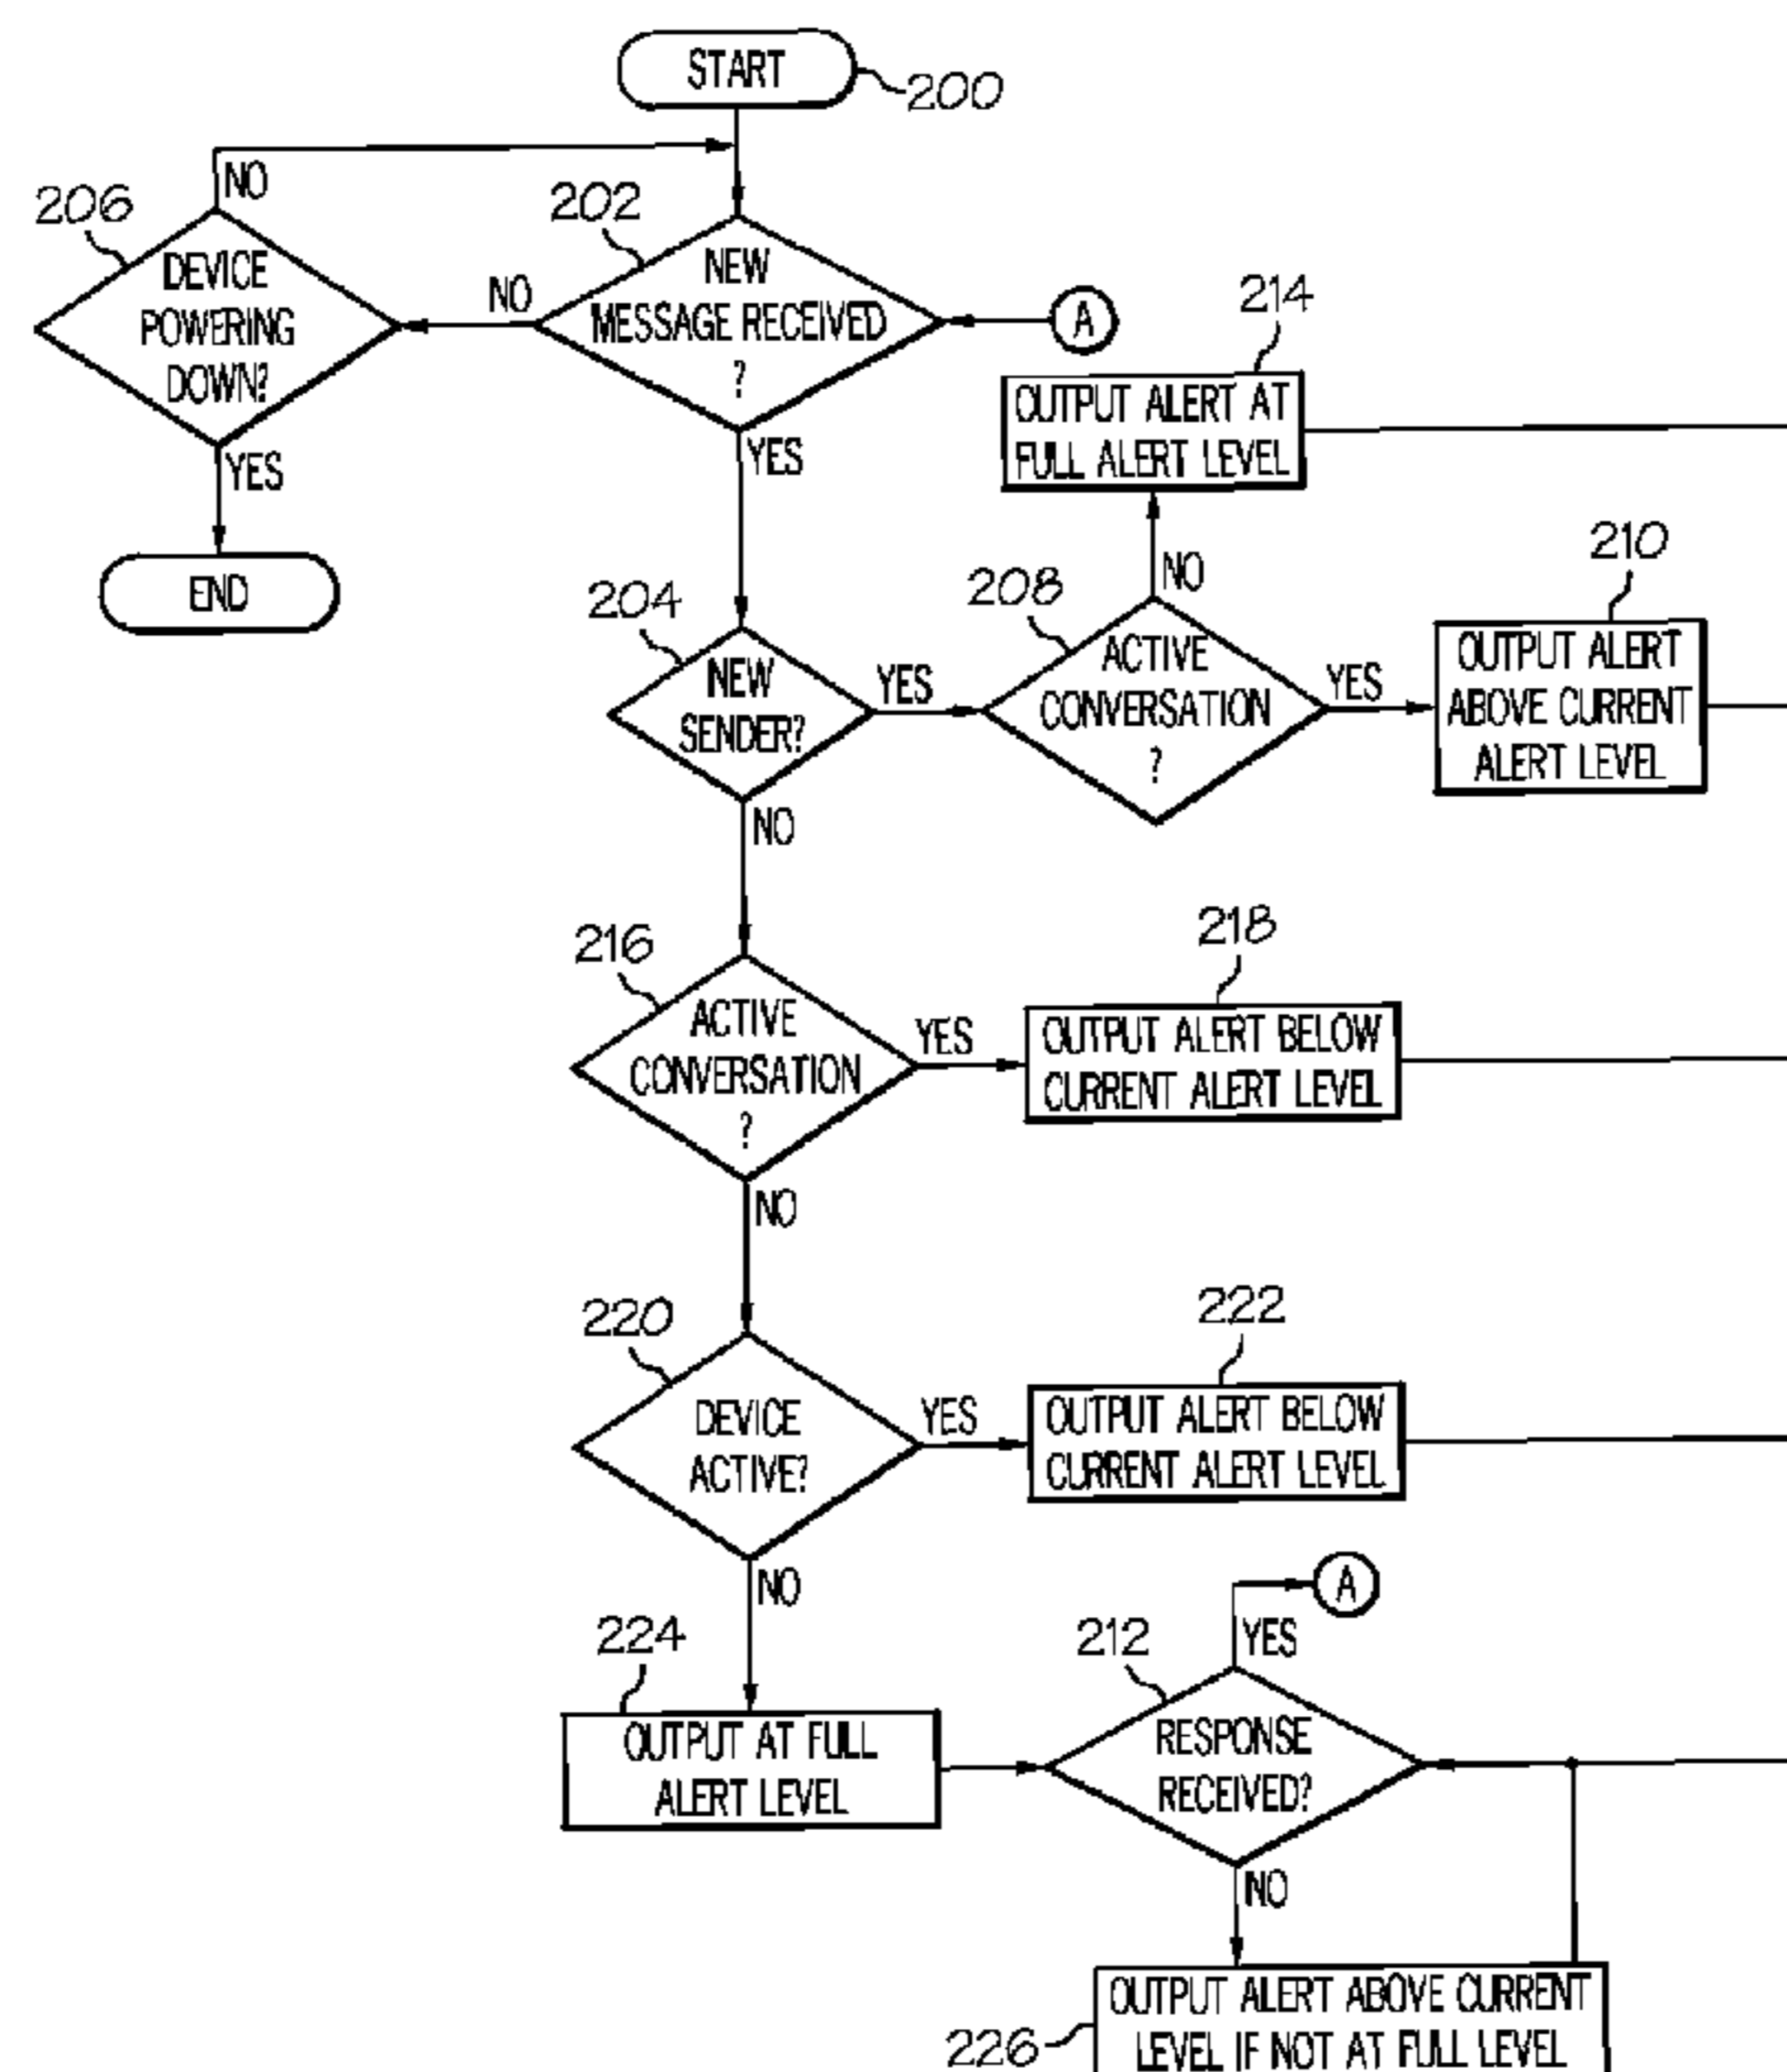 START
200
NO
206
DEVICE
POWERING
DOWN?
YES
END
202
NEW
MESSAGE RECEIVED
?
NO
YES
A
214
OUTPUT ALERT AT
FULL ALERT LEVEL
NO
204
NEW
SENDER?
YES
NO
208
ACTIVE
CONVERSATION
?
YES
210
OUTPUT ALERT
ABOVE CURRENT
ALERT LEVEL
216
ACTIVE
CONVERSATION
?
YES
NO
218
OUTPUT ALERT BELOW
CURRENT ALERT LEVEL
220
DEVICE
ACTIVE?
YES
NO
222
OUTPUT ALERT BELOW
CURRENT ALERT LEVEL
224
OUTPUT AT FULL
ALERT LEVEL
A
YES
212
RESPONSE
RECEIVED?
NO
226
OUTPUT ALERT ABOVE CURRENT
LEVEL IF NOT AT FULL LEVEL